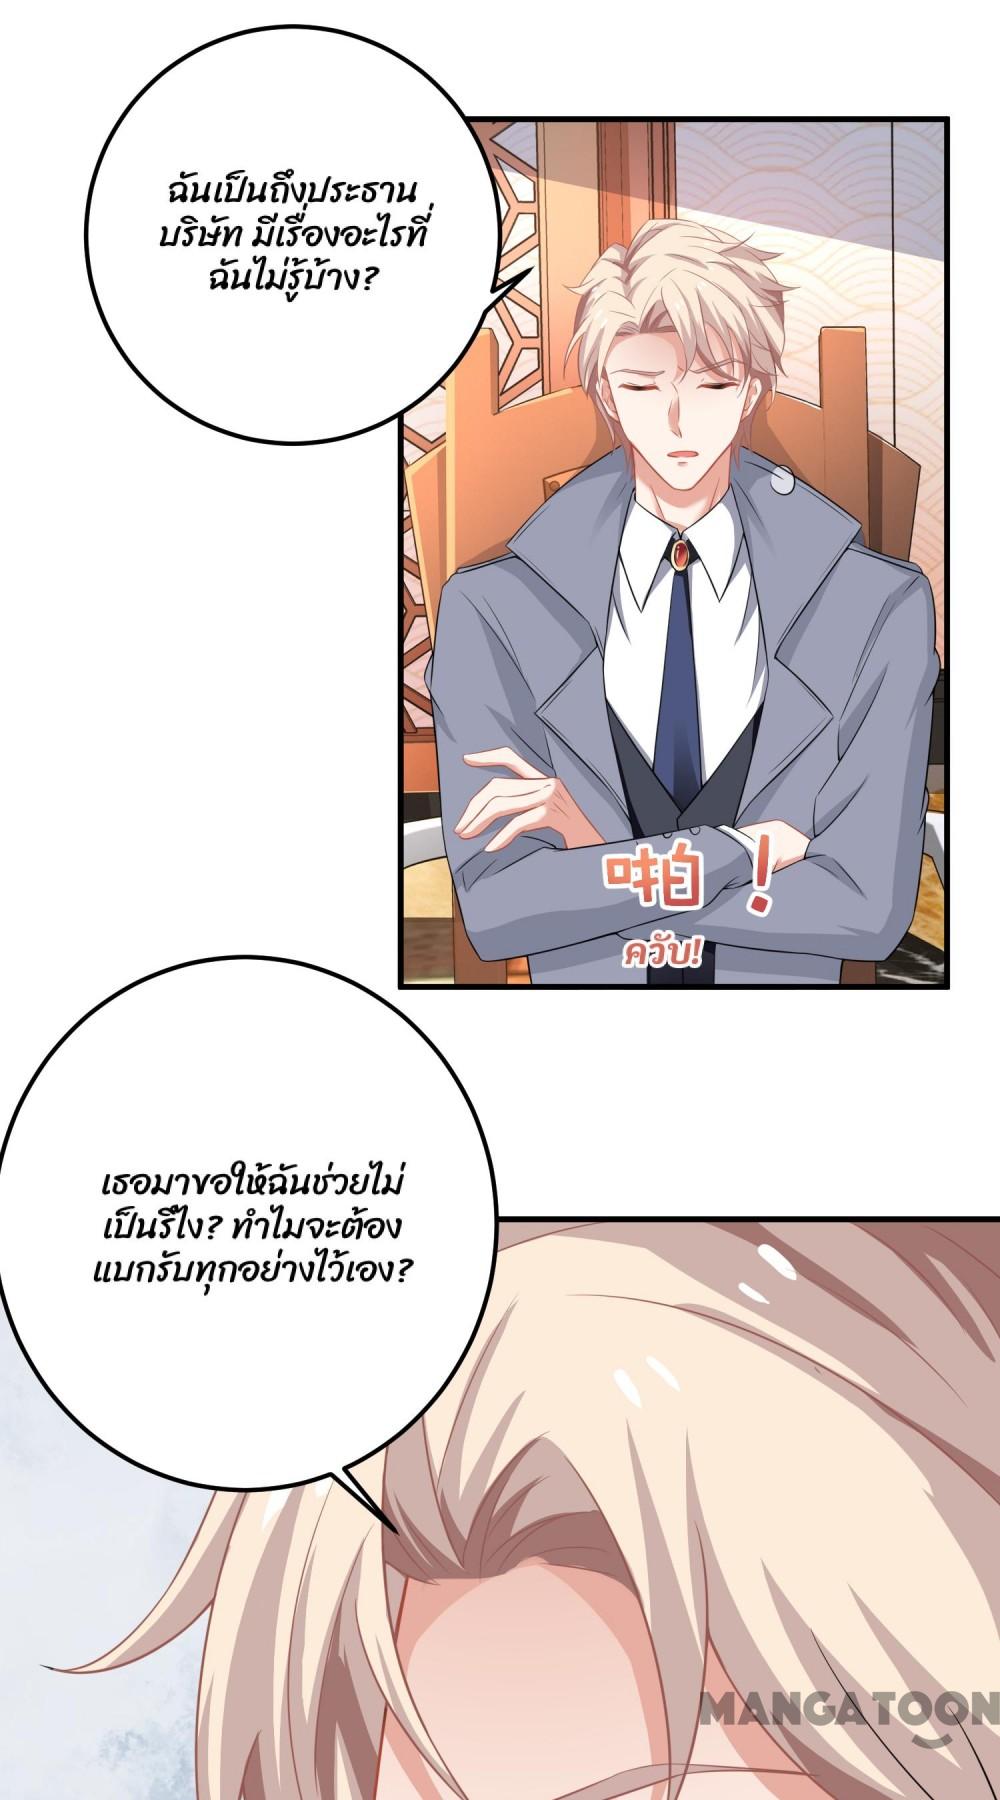 ฉันเป็นถึงประธาน
บริษัท มีเรื่องอะไรที่
ฉันไม่รู้บ้าง?
啪!
ควับ!
เธอมาขอให้ฉันช่วยไม่
เป็นรึไง? ทำไมจะต้อง
แบกรับทุกอย่างไว้เอง?
MANGATOON